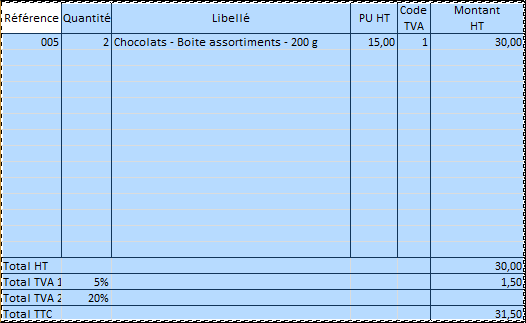 Référence Quantité Libellé PU HT Code TVA Montant HT
005 2 Chocolats - Boite assortiments - 200 g 15,00 1 30,00
Total HT 30,00
Total TVA 1 5% 1,50
Total TVA 2 20%
Total TTC 31,50